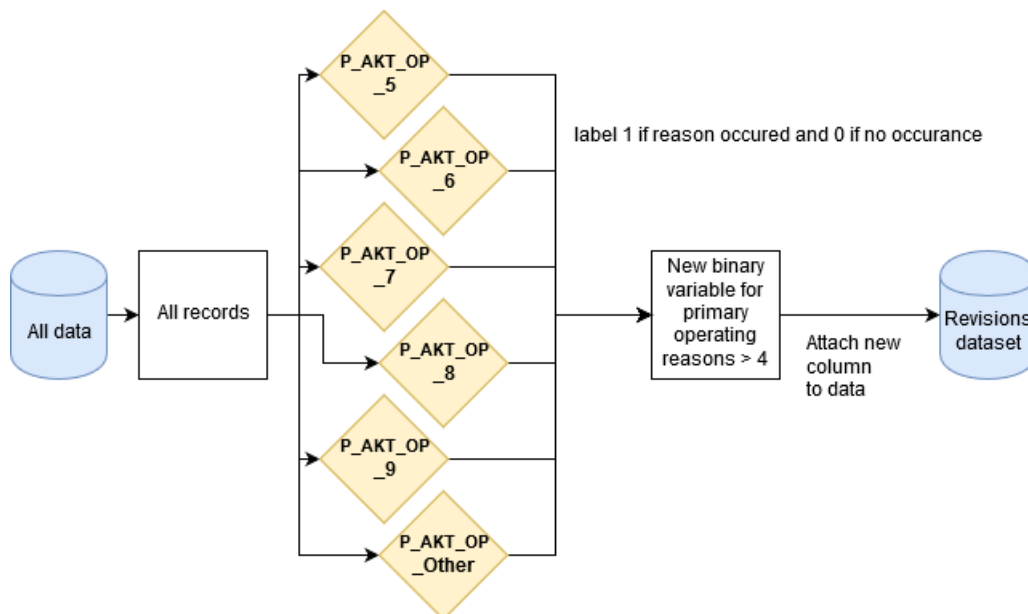 P_AKT_OP
_5
label 1 if reason occured and 0 if no occurance
P_AKT_OP
_6
All data
All records
P_AKT_OP
_7
New binary
variable for
primary
operating
reasons > 4
Attach new
column
to data
Revisions
dataset
P_AKT_OP
_8
P_AKT_OP
_9
P_AKT_OP
_Other